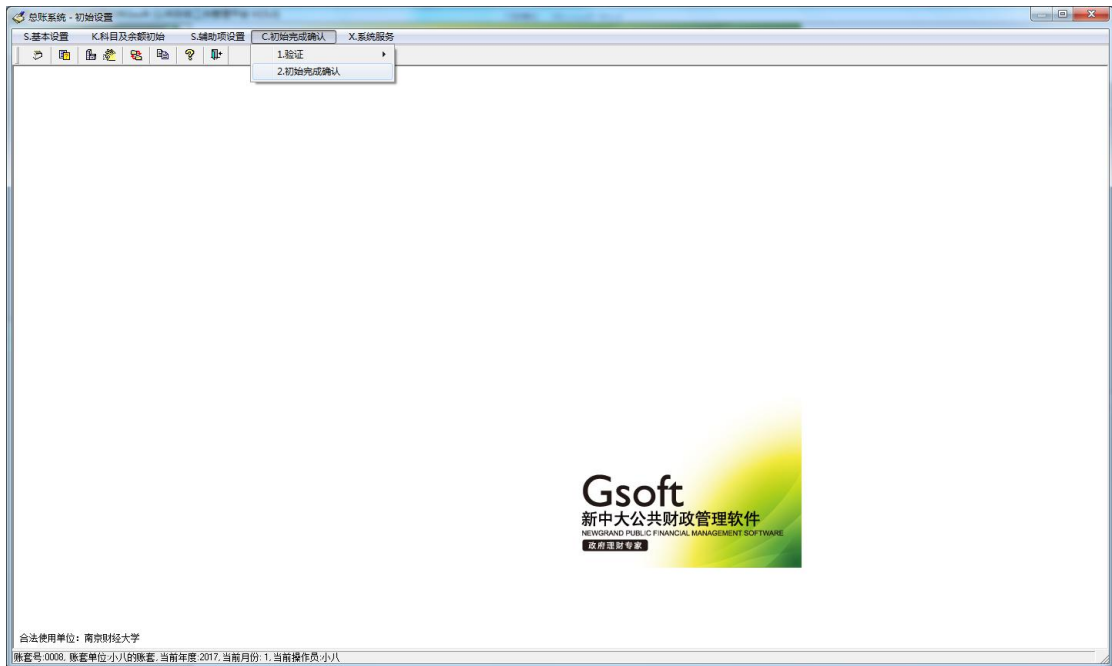 总账系统 - 初始设置
S.基本设置 K.科目及余额初始 S.辅助项设置 C.初始完成确认 X.系统服务
1.验证
2.初始完成确认
Gsoft
新中大公共财政管理软件
NEWGRAND PUBLIC FINANCIAL MANAGEMENT SOFTWARE
政府理财专家
合法使用单位：南京财经大学
账套号:0008, 账套单位:小八的账套, 当前年度:2017, 当前月份: 1, 当前操作员:小八